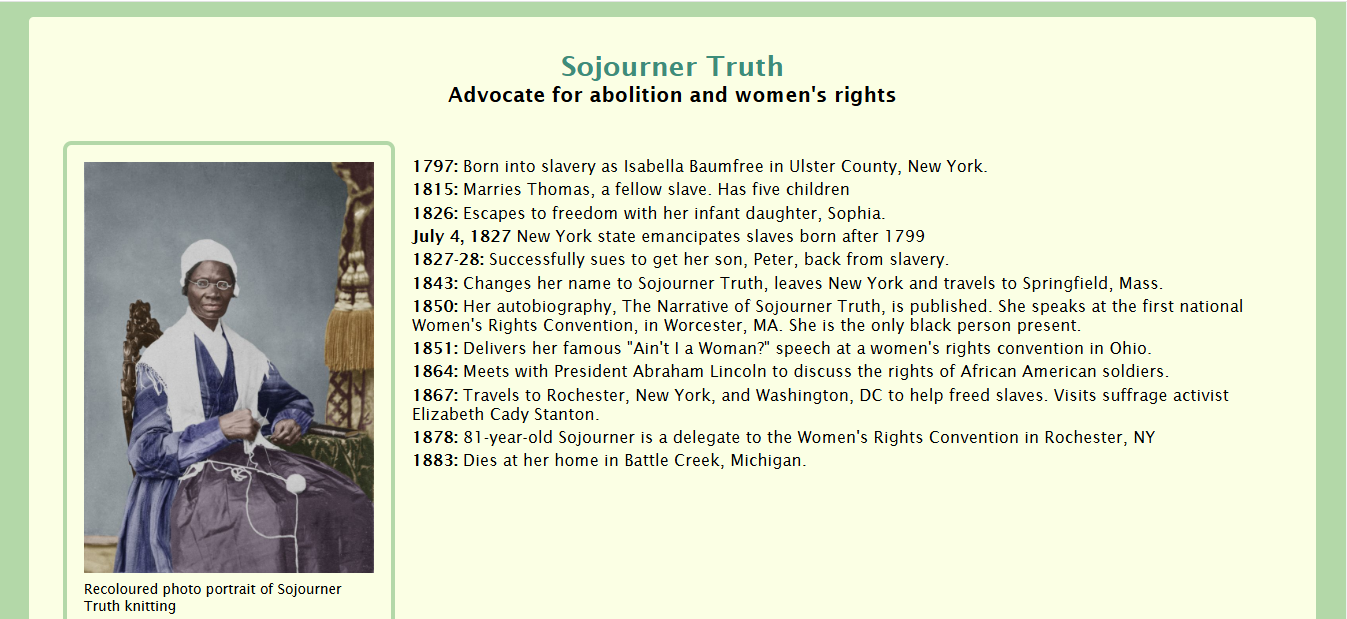 Sojourner Truth
Advocate for abolition and women's rights
1797: Born into slavery as Isabella Baumfree in Ulster County, New York.
1815: Marries Thomas, a fellow slave. Has five children
1826: Escapes to freedom with her infant daughter, Sophia.
July 4, 1827 New York state emancipates slaves born after 1799
1827-28: Successfully sues to get her son, Peter, back from slavery.
1843: Changes her name to Sojourner Truth, leaves New York and travels to Springfield, Mass.
1850: Her autobiography, The Narrative of Sojourner Truth, is published. She speaks at the first national
Women's Rights Convention, in Worcester, MA. She is the only black person present.
1851: Delivers her famous "Ain't I a Woman?" speech at a women's rights convention in Ohio.
1864: Meets with President Abraham Lincoln to discuss the rights of African American soldiers.
1867: Travels to Rochester, New York, and Washington, DC to help freed slaves. Visits suffrage activist
Elizabeth Cady Stanton.
1878: 81-year-old Sojourner is a delegate to the Women's Rights Convention in Rochester, NY
1883: Dies at her home in Battle Creek, Michigan.
Recoloured photo portrait of Sojourner
Truth knitting